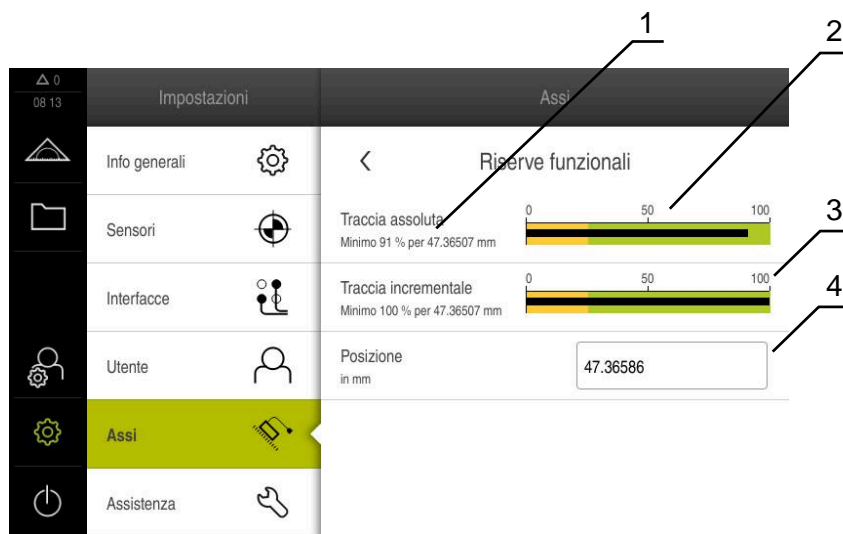 1
2
△ 0
08 13
Impostazioni
Assi
Info generali
Riserve funzionali
Sensori
Traccia assoluta
Minimo 91 % per 47.36507 mm
0 50 100
3
Interfacce
Traccia incrementale
Minimo 100 % per 47.36507 mm
0 50 100
4
Utente
Posizione
in mm
47.36586
Assi
Assistenza